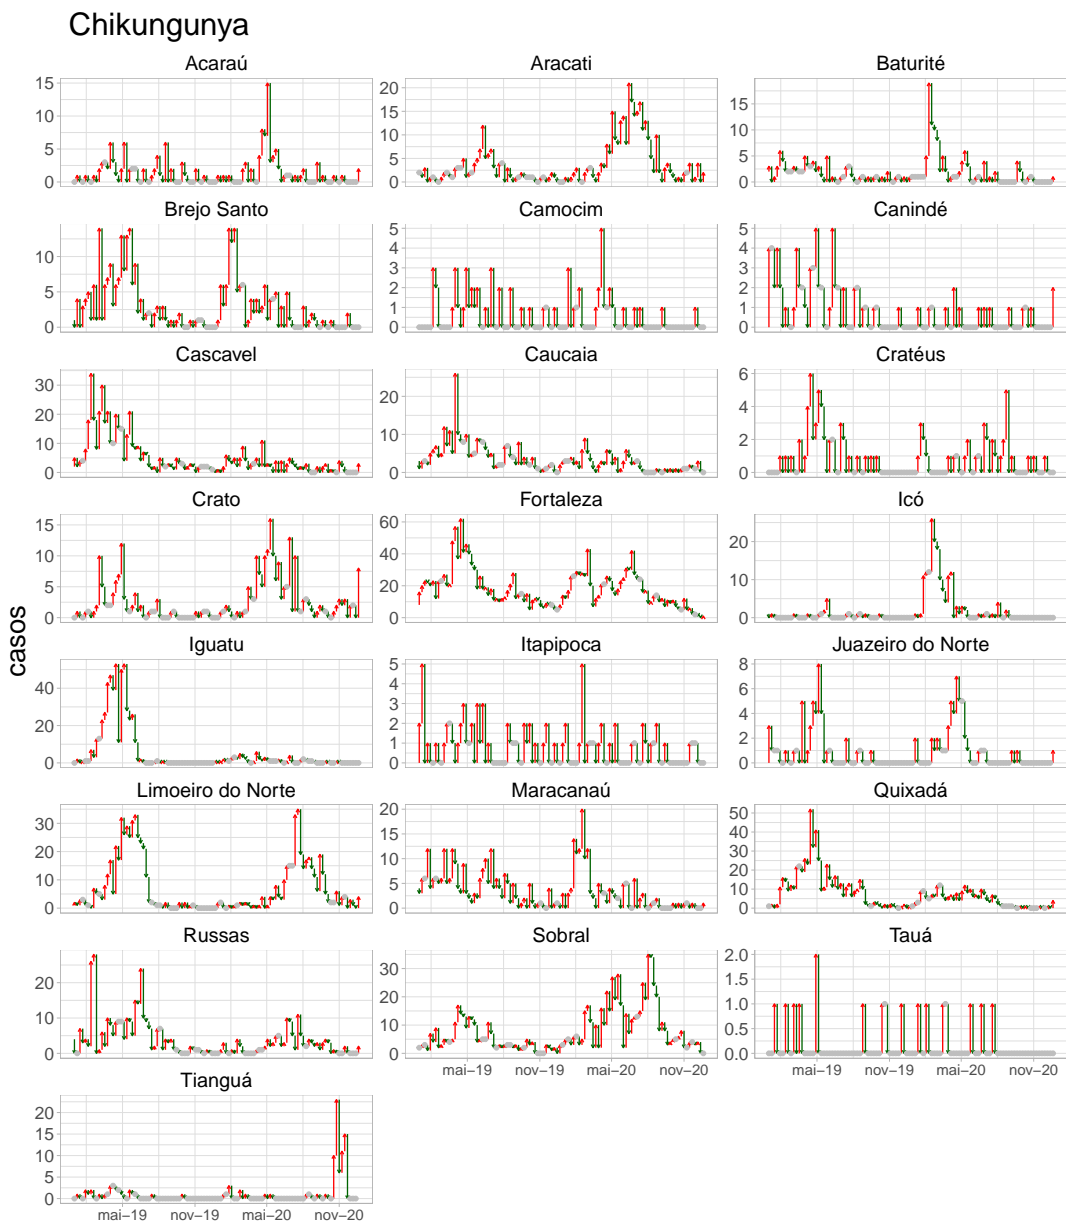 Chikungunya
Acaraú Aracati Baturité
15 20 15
10 15 10
5 10 5
0 5 0
0
Brejo Santo Camocim Canindé
10 5 5
5 4 4
0 3 3
2 2
1 1
0 0
Cascavel Caucaia Cratéus
30 20 6
20 10 4
10 0 2
0 0
Crato Fortaleza Icó
15 60 20
10 40 10
5 20 0
0 0
casos
Iguatu Itapipoca Juazeiro do Norte
40 5 8
20 4 6
0 3 4
2 2
1 0
0
Limoeiro do Norte Maracanaú Quixadá
30 20 50
20 15 40
10 10 30
0 5 20
0 10
0
Russas Sobral Tauá
20 30 2.0
10 20 1.5
0 10 1.0
0 0.5
0.0
mai−19 nov−19 mai−20 nov−20 mai−19 nov−19 mai−20 nov−20
Tianguá
20
15
10
5
0
mai−19 nov−19 mai−20 nov−20